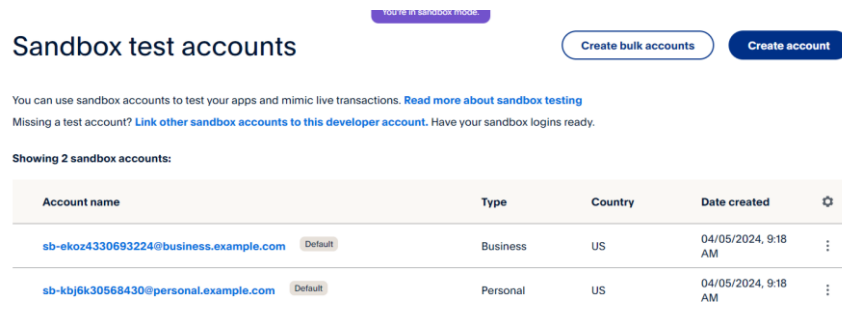 You're in sandbox mode.
Sandbox test accounts
Create bulk accounts
Create account
You can use sandbox accounts to test your apps and mimic live transactions. Read more about sandbox testing
Missing a test account? Link other sandbox accounts to this developer account. Have your sandbox logins ready.
Showing 2 sandbox accounts:
Account name Type Country Date created
sb-ekoz4330693224@business.example.com Default Business US 04/05/2024, 9:18
AM
sb-kbj6k30568430@personal.example.com Default Personal US 04/05/2024, 9:18
AM